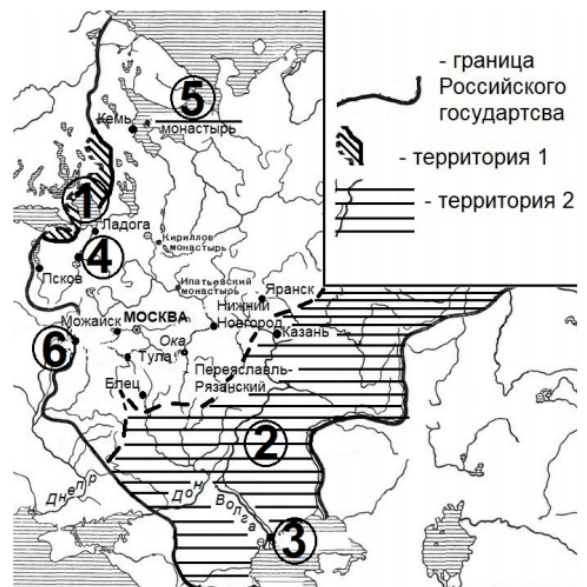 - граница
Российского
государтсва
- территория 1
- территория 2
5
Кемь
монастырь
1
Ладога
4
Кириллов
монастырь
Псков
Ипатьевский
монастырь
Яранск
Нижний
Новгород
Можайск
МОСКВА
Казань
6
Ока
Тула
Переяславль-
Рязанский
Елец
2
Днепр
Дон
Волга
3